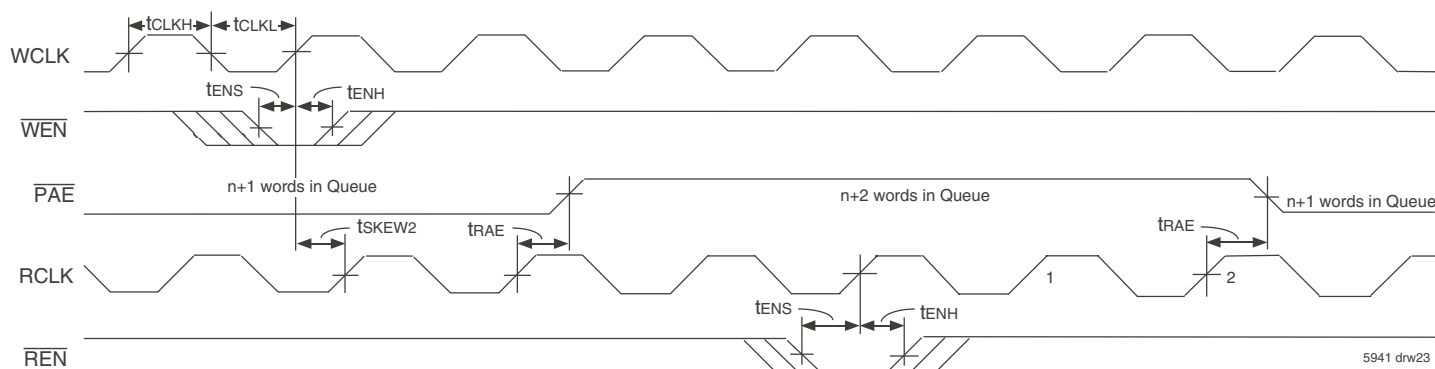 tCLKH tCLKL
WCLK
tENS tENH
WEN
n+1 words in Queue
n+2 words in Queue
n+1 words in Queue
PAE
tSKEW2 tRAE tRAE
RCLK
1 2
tENS tENH
REN
5941 drw23